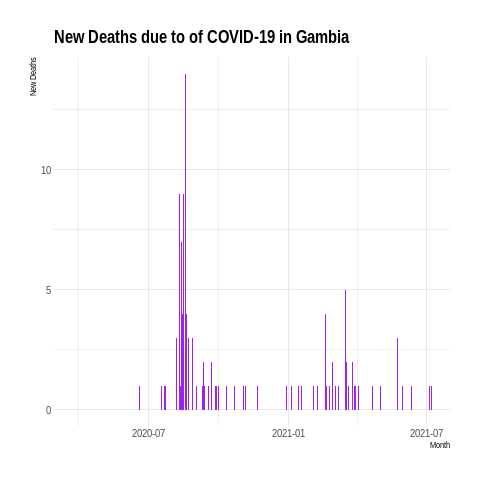 New Deaths due to of COVID-19 in Gambia
New Deaths
10
5
0
2020-07
2021-01
2021-07
Month